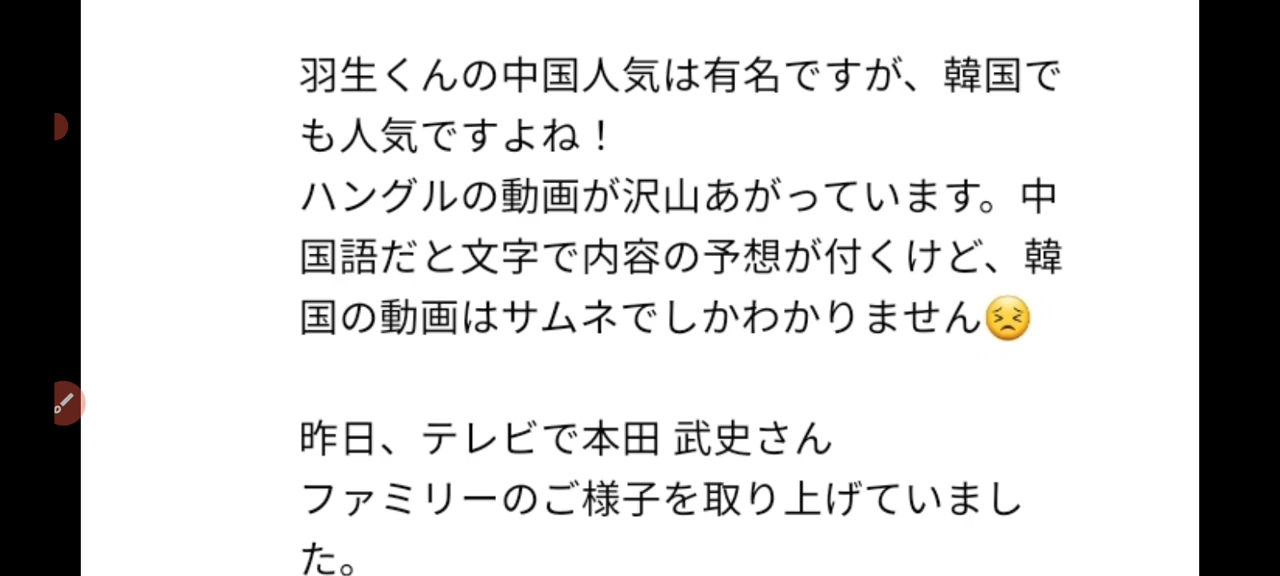 羽生くんの中国人気は有名ですが、韓国で
も人気ですよね！
ハングルの動画が沢山あがっています。中
国語だと文字で内容の予想が付くけど、韓
国の動画はサムネでしかわかりません😣
昨日、テレビで本田 武史さん
ファミリーのご様子を取り上げていまし
た。